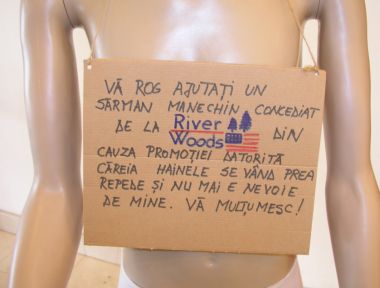 VĂ ROG AJUTAȚI UN
SĂRMAN MANECHIN CONCEDIAT
DE LA River Woods DIN
CAUZA PROMOȚIEI DATORITĂ
CĂREIA HAINELE SE VÂND PREA
REPEDE ȘI NU MAI E NEVOIE
DE MINE. VĂ MULȚUMESC!